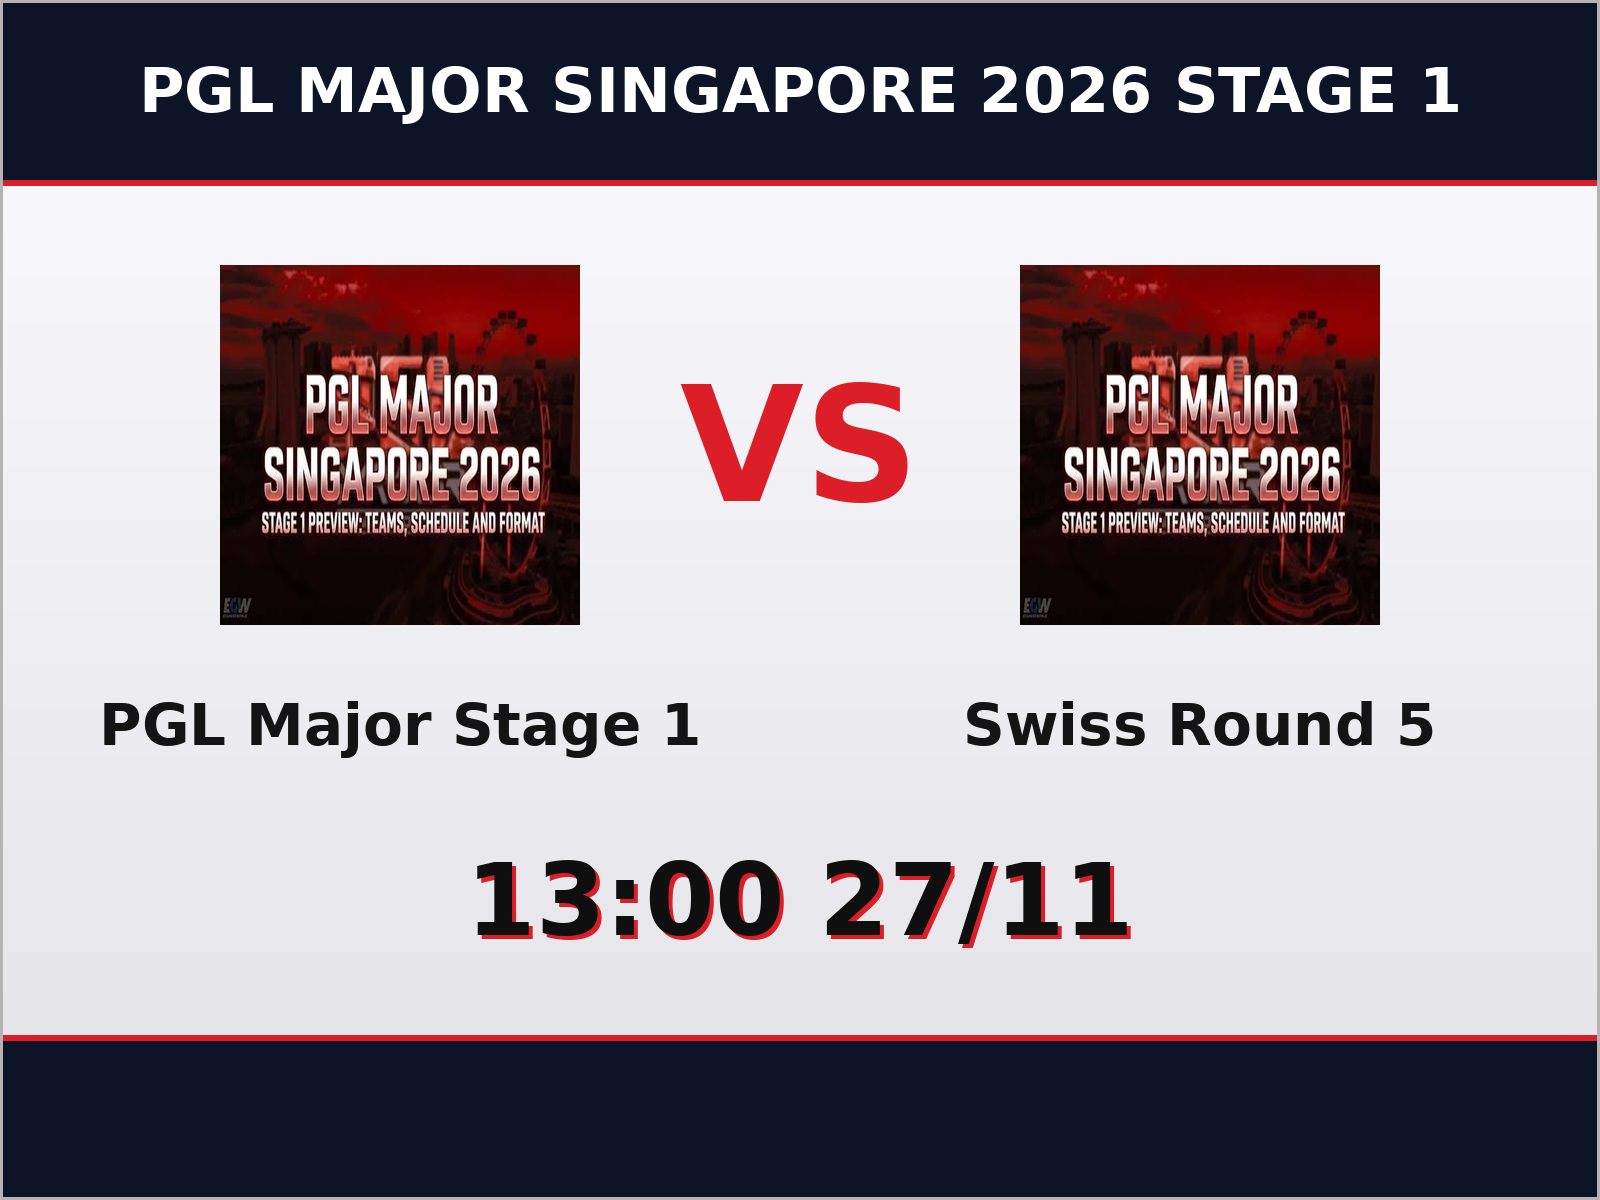 PGL MAJOR SINGAPORE 2026 STAGE 1
PGL MAJOR
SINGAPORE 2026
STAGE 1 PREVIEW: TEAMS, SCHEDULE AND FORMAT
EGW
VS
PGL MAJOR
SINGAPORE 2026
STAGE 1 PREVIEW: TEAMS, SCHEDULE AND FORMAT
EGW
PGL Major Stage 1
Swiss Round 5
13:00 27/11